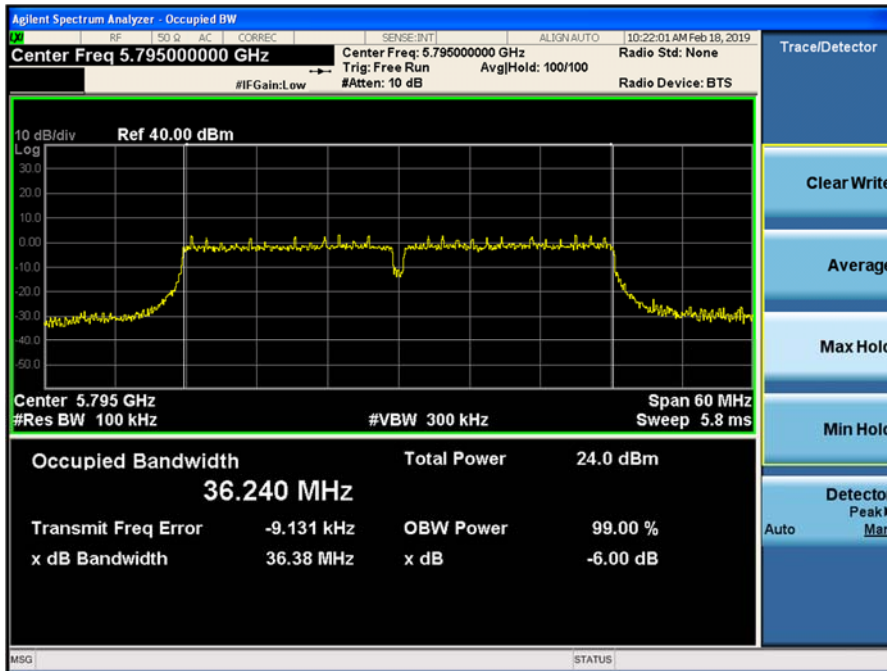 Agilent Spectrum Analyzer - Occupied BW
RF 50 Ω AC CORREC SENSE:INT ALIGN AUTO 10:22:01 AM Feb 18, 2019
Center Freq 5.795000000 GHz
Center Freq: 5.795000000 GHz
Radio Std: None
Trig: Free Run Avg|Hold: 100/100
#IFGain:Low
#Atten: 10 dB
Radio Device: BTS
Trace/Detector
10 dB/div Ref 40.00 dBm
Log
30.0
20.0
10.0
0.00
-10.0
-20.0
-30.0
-40.0
-50.0
Center 5.795 GHz Span 60 MHz
#Res BW 100 kHz #VBW 300 kHz Sweep 5.8 ms
Occupied Bandwidth Total Power 24.0 dBm
36.240 MHz
Transmit Freq Error -9.131 kHz OBW Power 99.00 %
x dB Bandwidth 36.38 MHz x dB -6.00 dB
Clear Write
Average
Max Hold
Min Hold
Detector
Peak
Auto Man
MSG STATUS